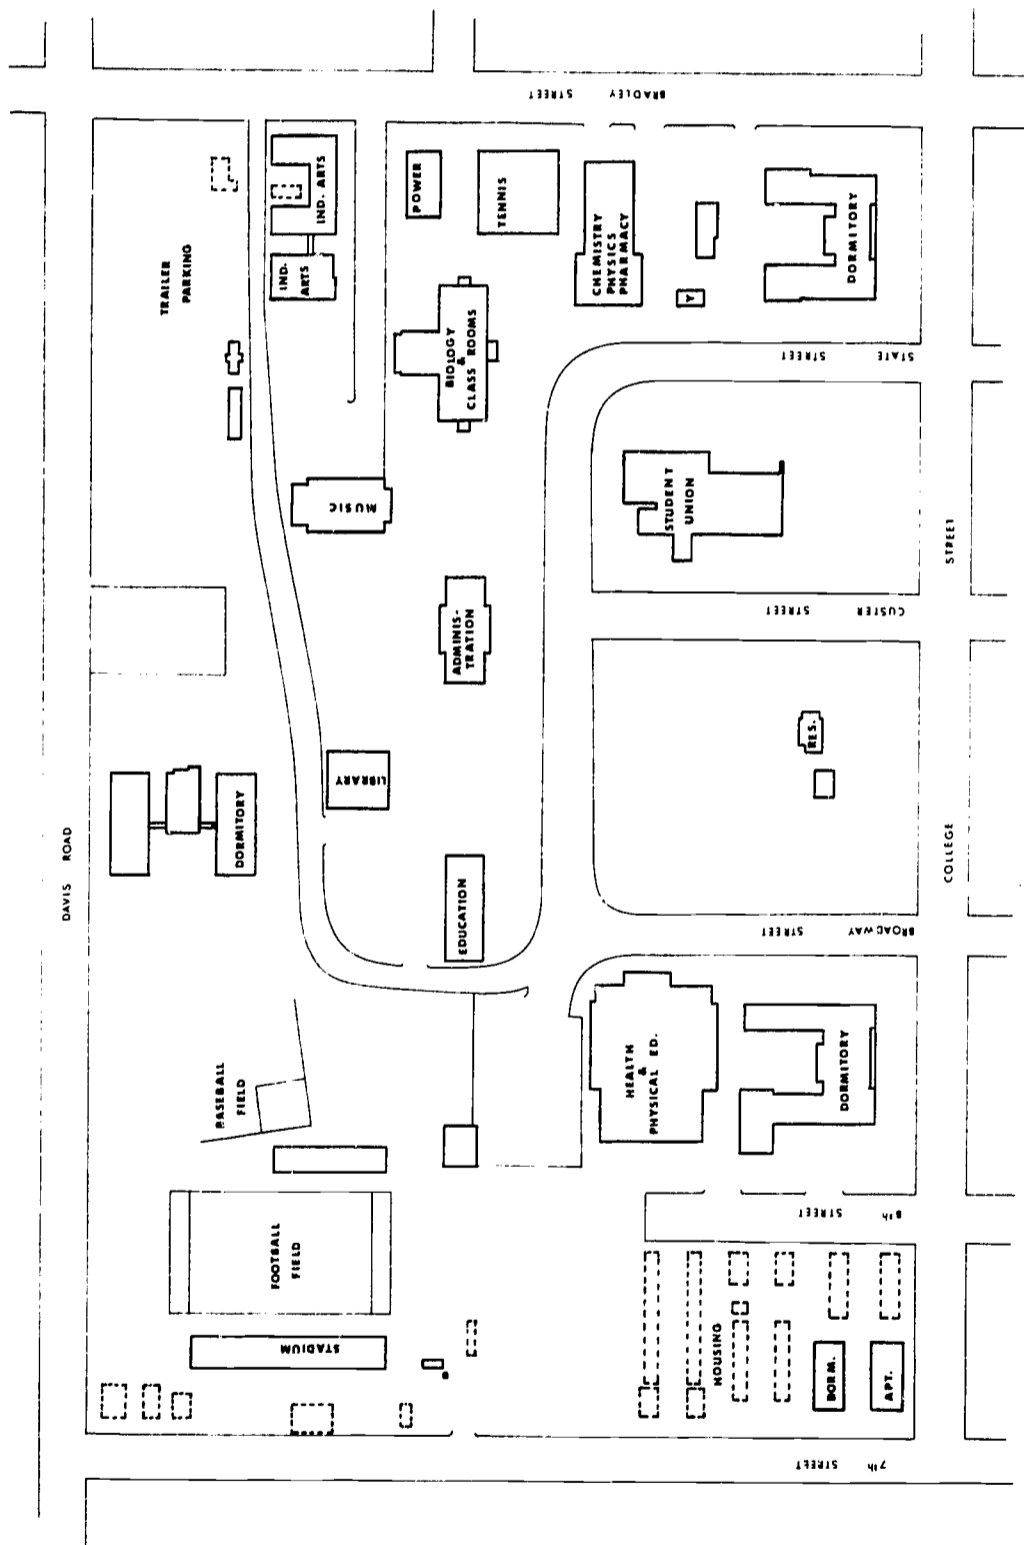 BRADLEY STREET
IND. ARTS
POWER
TENNIS
CHEMISTRY
PHYSICS
PHARMACY
DORMITORY
TRAILER
PARKING
IND.
ARTS
BIOLOGY
&
CLASS ROOMS
Y
STATE STREET
MUSIC
STUDENT
UNION
STREET
CUSTER STREET
ADMINIS-
TRATION
RES.
LIBRARY
DORMITORY
DAVIS ROAD
EDUCATION
COLLEGE
BROADWAY STREET
BASEBALL
FIELD
HEALTH
&
PHYSICAL ED.
DORMITORY
8th STREET
FOOTBALL
FIELD
STADIUM
HOUSING
DORM.
APT.
7th STREET